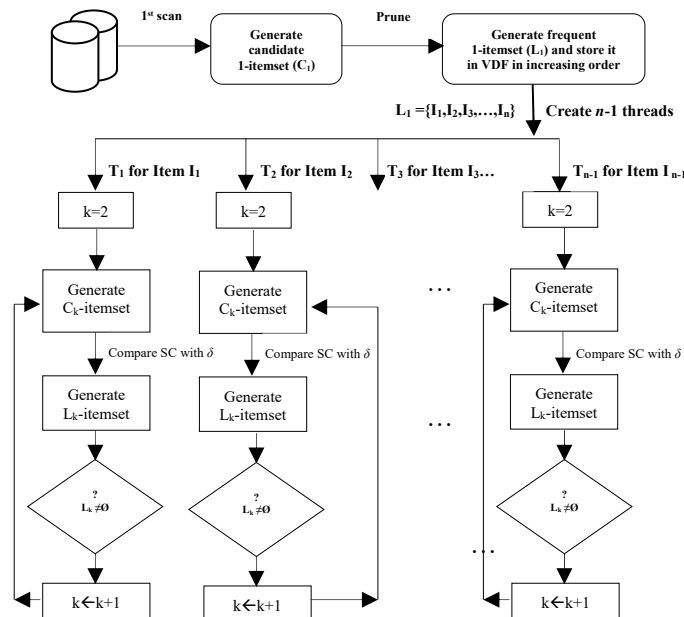 1st scan
Generate
candidate
1-itemset (C1)
Prune
Generate frequent
1-itemset (L1) and store it
in VDF in increasing order
L1 ={I1,I2,I3,…,In}
Create n-1 threads
T1 for Item I1
T2 for Item I2
T3 for Item I3…
Tn-1 for Item In-1
k=2
k=2
k=2
Generate
Ck-itemset
Generate
Ck-itemset
…
Generate
Ck-itemset
Compare SC with δ
Compare SC with δ
Compare SC with δ
Generate
Lk-itemset
Generate
Lk-itemset
…
Generate
Lk-itemset
?
Lk ≠Ø
?
Lk ≠Ø
?
Lk ≠Ø
…
k←k+1
k←k+1
k←k+1